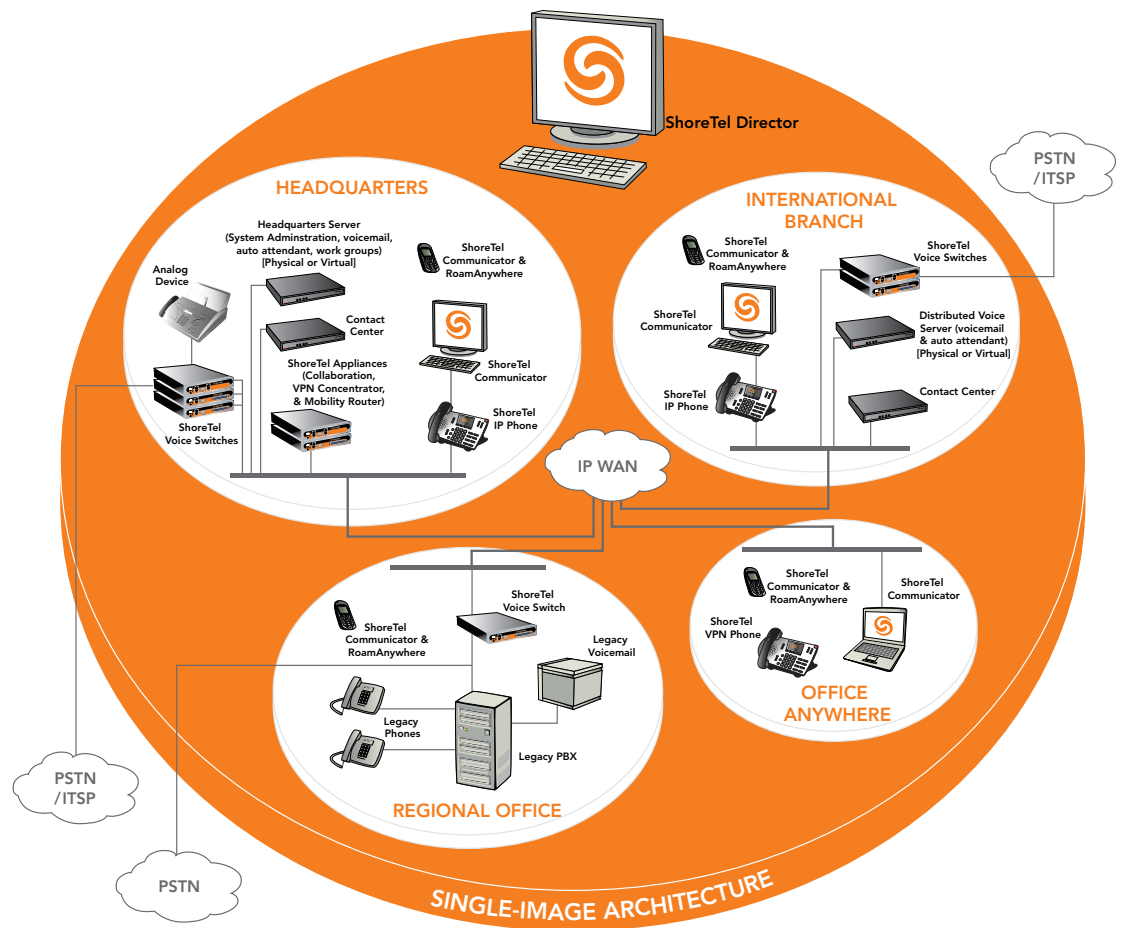 ShoreTel Director
PSTN
/ITSP
HEADQUARTERS
Headquarters Server
(System Adminstration, voicemail,
auto attendant, work groups)
[Physical or Virtual]
Analog
Device
Contact
Center
ShoreTel Appliances
(Collaboration,
VPN Concentrator,
& Mobility Router)
ShoreTel
Voice Switches
ShoreTel
Communicator &
RoamAnywhere
ShoreTel
Communicator
ShoreTel
IP Phone
INTERNATIONAL
BRANCH
ShoreTel
Communicator &
RoamAnywhere
ShoreTel
Voice Switches
ShoreTel
Communicator
Distributed Voice
Server (voicemail
& auto attendant)
[Physical or Virtual]
ShoreTel
IP Phone
Contact Center
IP WAN
ShoreTel
Voice Switch
ShoreTel
Communicator &
RoamAnywhere
Legacy
Voicemail
Legacy
Phones
Legacy PBX
REGIONAL OFFICE
ShoreTel
Communicator &
RoamAnywhere
ShoreTel
Communicator
ShoreTel
VPN Phone
OFFICE
ANYWHERE
PSTN
/ITSP
PSTN
SINGLE-IMAGE ARCHITECTURE